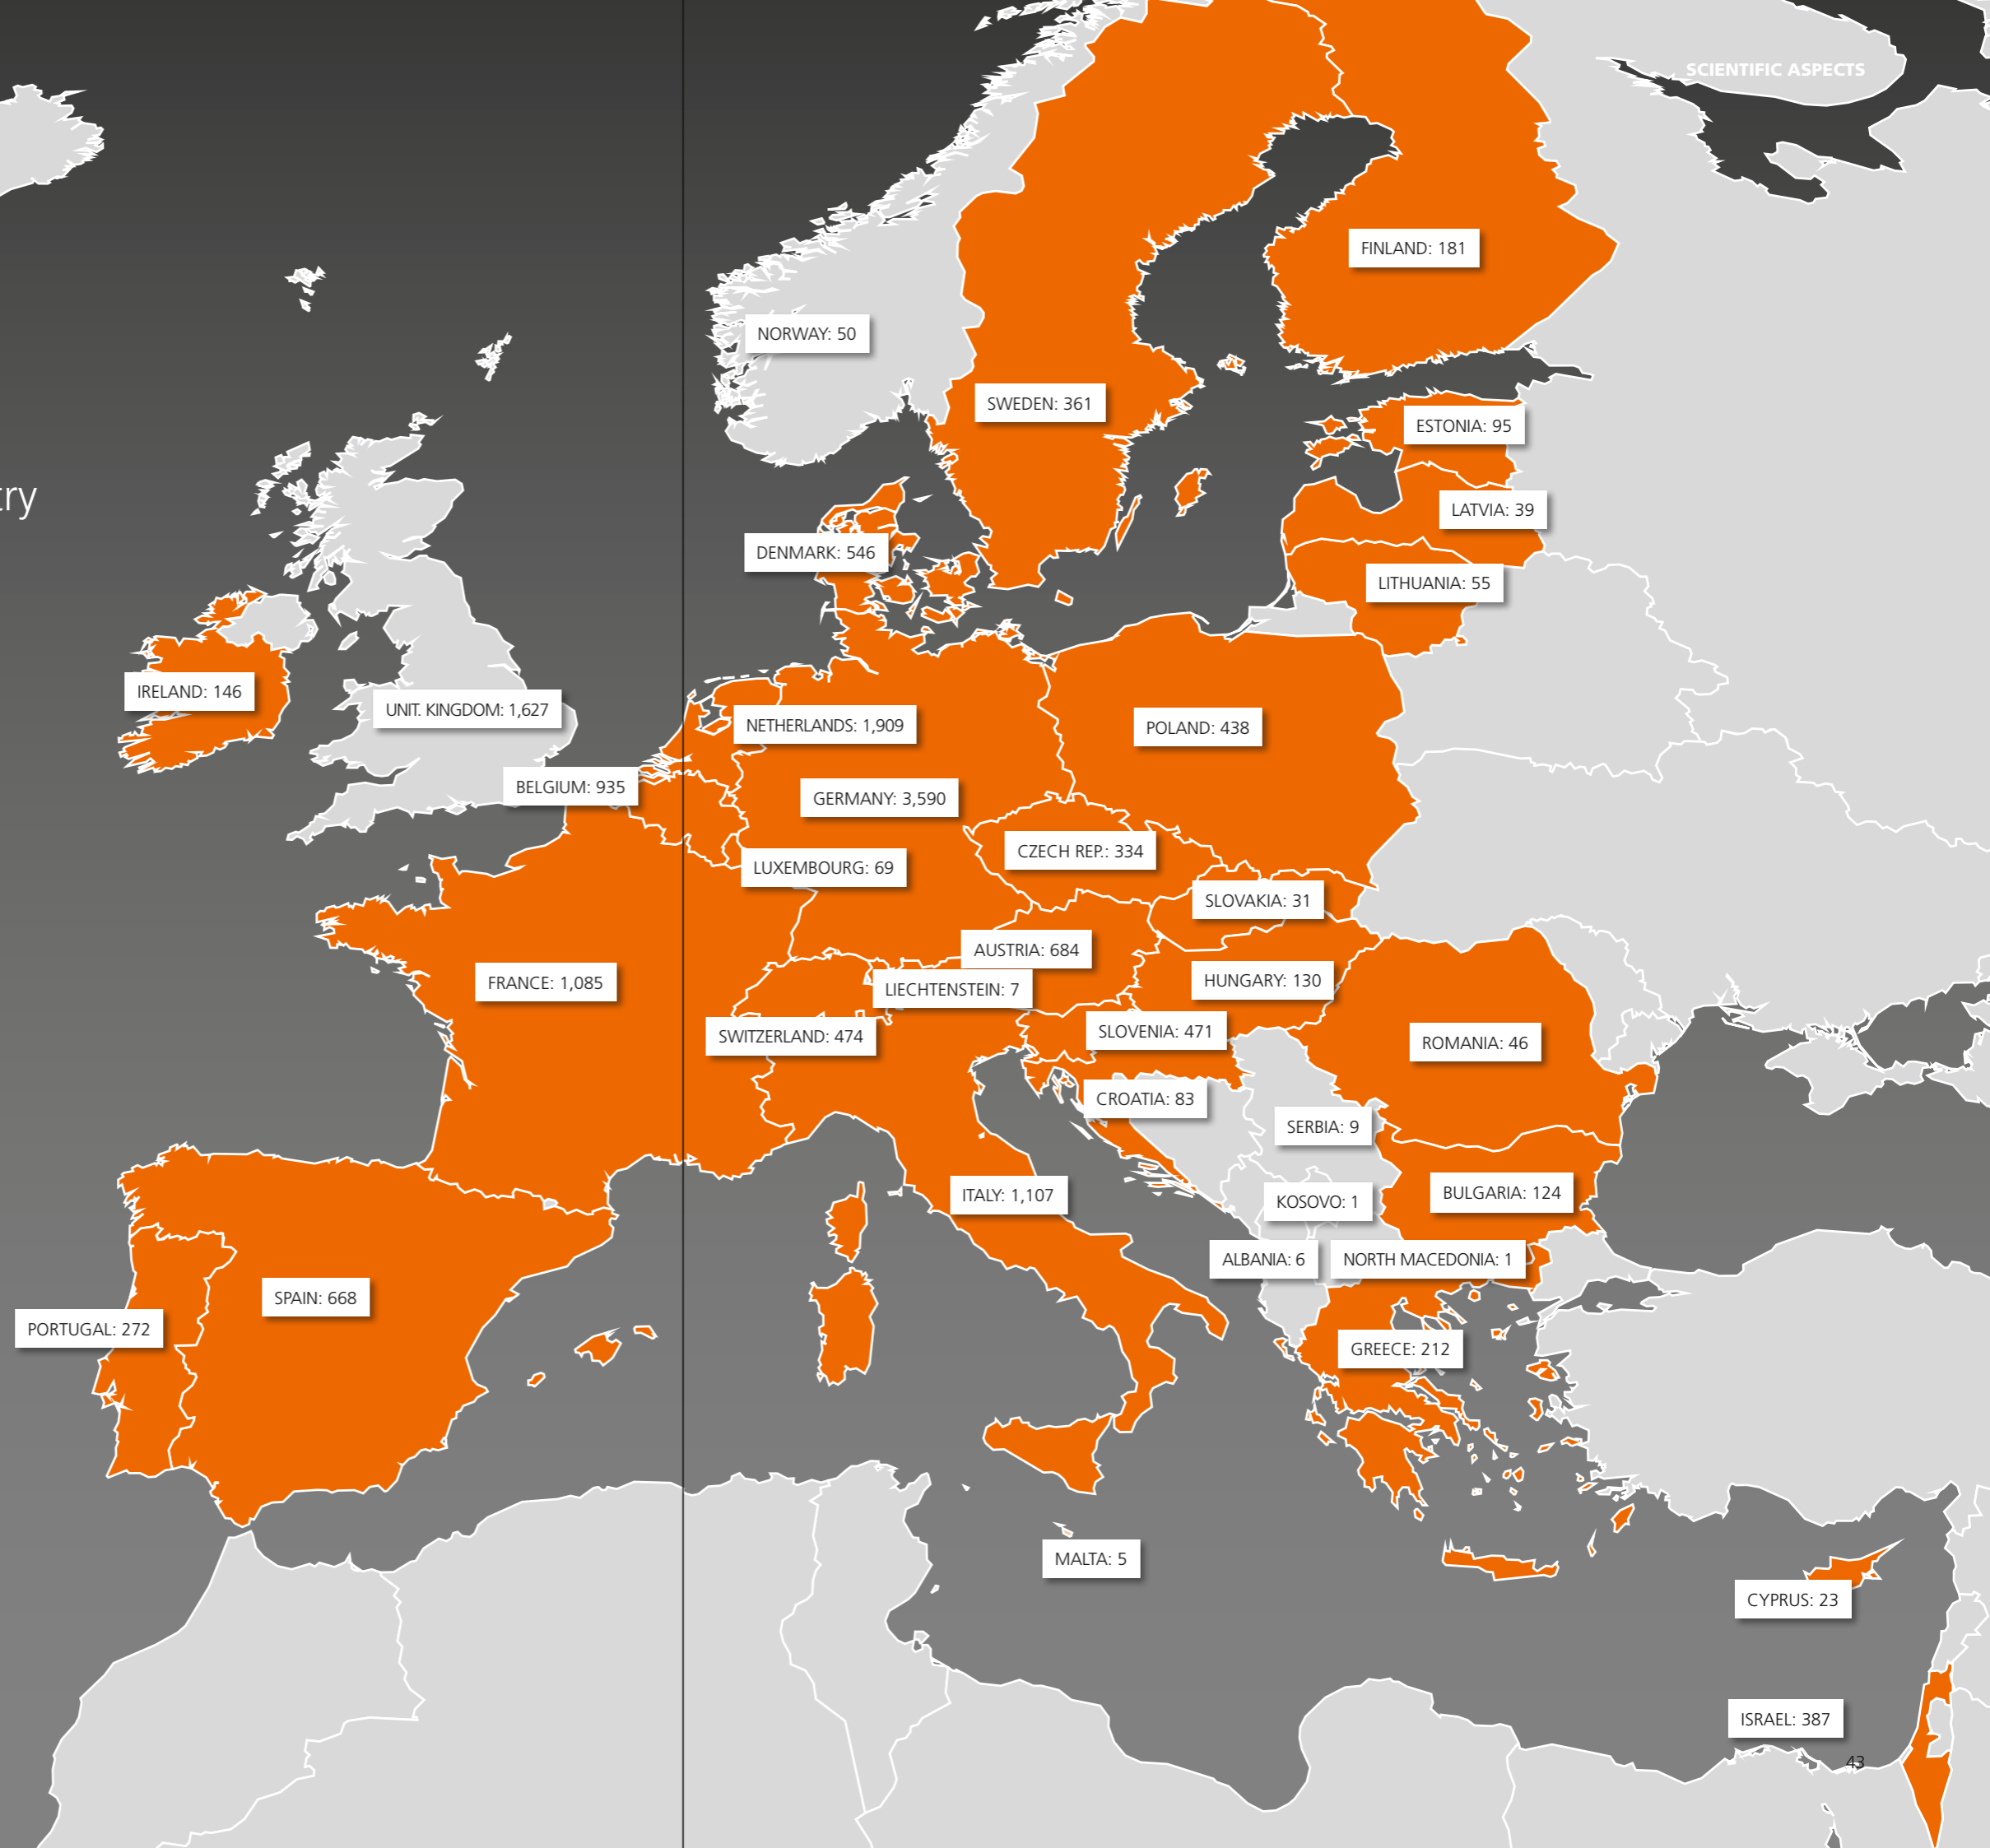 SCIENTIFIC ASPECTS
FINLAND: 181
NORWAY: 50
SWEDEN: 361
ESTONIA: 95
try
LATVIA: 39
DENMARK: 546
LITHUANIA: 55
IRELAND: 146
UNIT. KINGDOM: 1,627
NETHERLANDS: 1,909
POLAND: 438
BELGIUM: 935
GERMANY: 3,590
CZECH REP.: 334
LUXEMBOURG: 69
SLOVAKIA: 31
AUSTRIA: 684
FRANCE: 1,085
HUNGARY: 130
LIECHTENSTEIN: 7
SLOVENIA: 471
SWITZERLAND: 474
ROMANIA: 46
CROATIA: 83
SERBIA: 9
BULGARIA: 124
ITALY: 1,107
KOSOVO: 1
ALBANIA: 6
NORTH MACEDONIA: 1
SPAIN: 668
PORTUGAL: 272
GREECE: 212
MALTA: 5
CYPRUS: 23
ISRAEL: 387
43